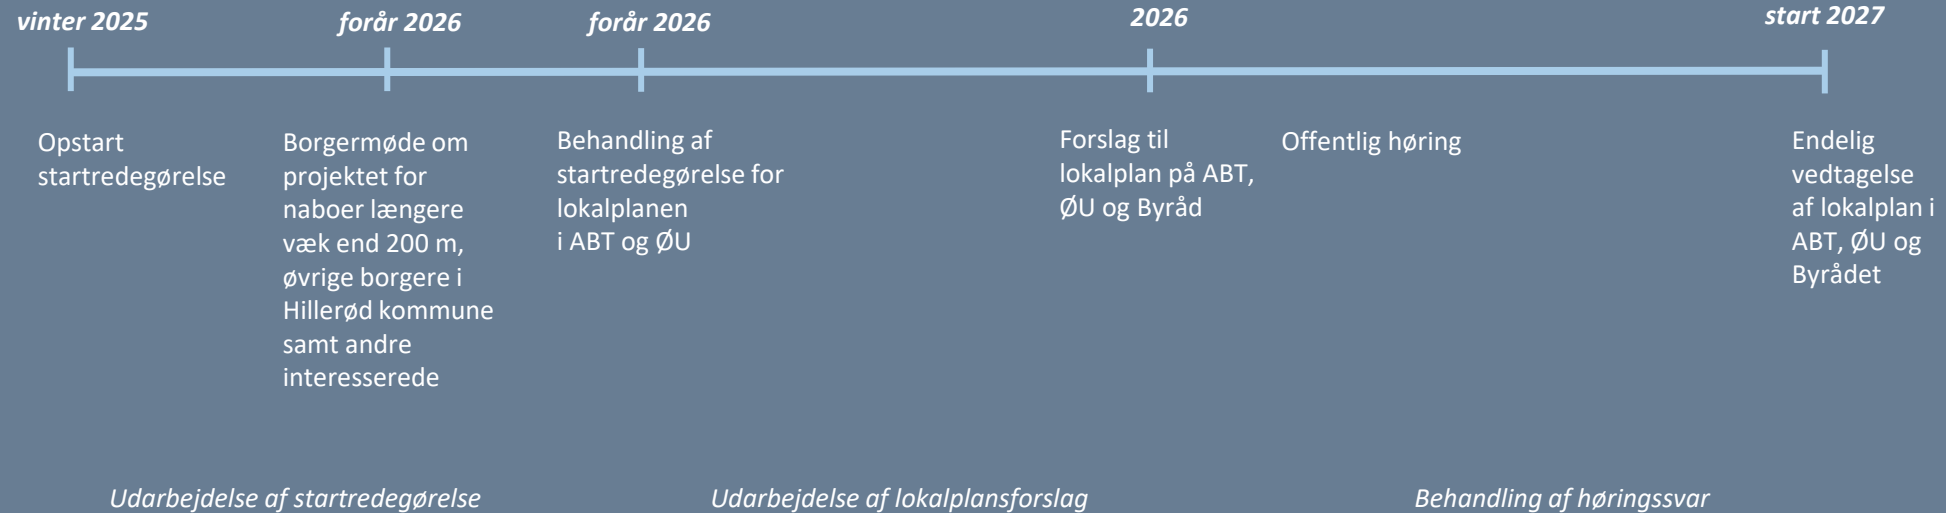 vinter 2025
forår 2026
forår 2026
2026
start 2027
Opstart
startredegørelse
Borgermøde om
projektet for
naboer længere
væk end 200 m,
øvrige borgere i
Hillerød kommune
samt andre
interesserede
Behandling af
startredegørelse for
lokalplanen
i ABT og ØU
Forslag til
lokalplan på ABT,
ØU og Byråd
Offentlig høring
Endelig
vedtagelse
af lokalplan i
ABT, ØU og
Byrådet
Udarbejdelse af startredegørelse
Udarbejdelse af lokalplansforslag
Behandling af høringssvar